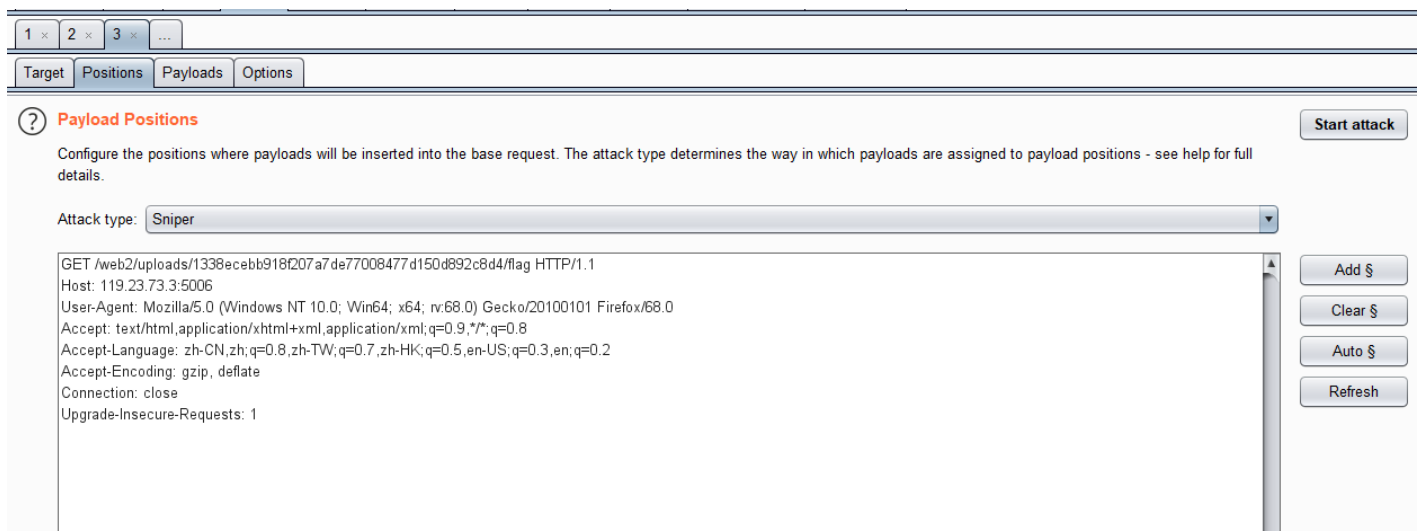 1 × 2 × 3 × ...
Target Positions Payloads Options
? Payload Positions
Start attack
Configure the positions where payloads will be inserted into the base request. The attack type determines the way in which payloads are assigned to payload positions - see help for full
details.
Attack type: Sniper
GET /web2/uploads/1338ecebb918f207a7de77008477d150d892c8d4/flag HTTP/1.1
Add §
Host: 119.23.73.3:5006
User-Agent: Mozilla/5.0 (Windows NT 10.0; Win64; x64; rv:68.0) Gecko/20100101 Firefox/68.0
Clear §
Accept: text/html,application/xhtml+xml,application/xml;q=0.9,*/*;q=0.8
Accept-Language: zh-CN,zh;q=0.8,zh-TW;q=0.7,zh-HK;q=0.5,en-US;q=0.3,en;q=0.2
Auto §
Accept-Encoding: gzip, deflate
Connection: close
Refresh
Upgrade-Insecure-Requests: 1